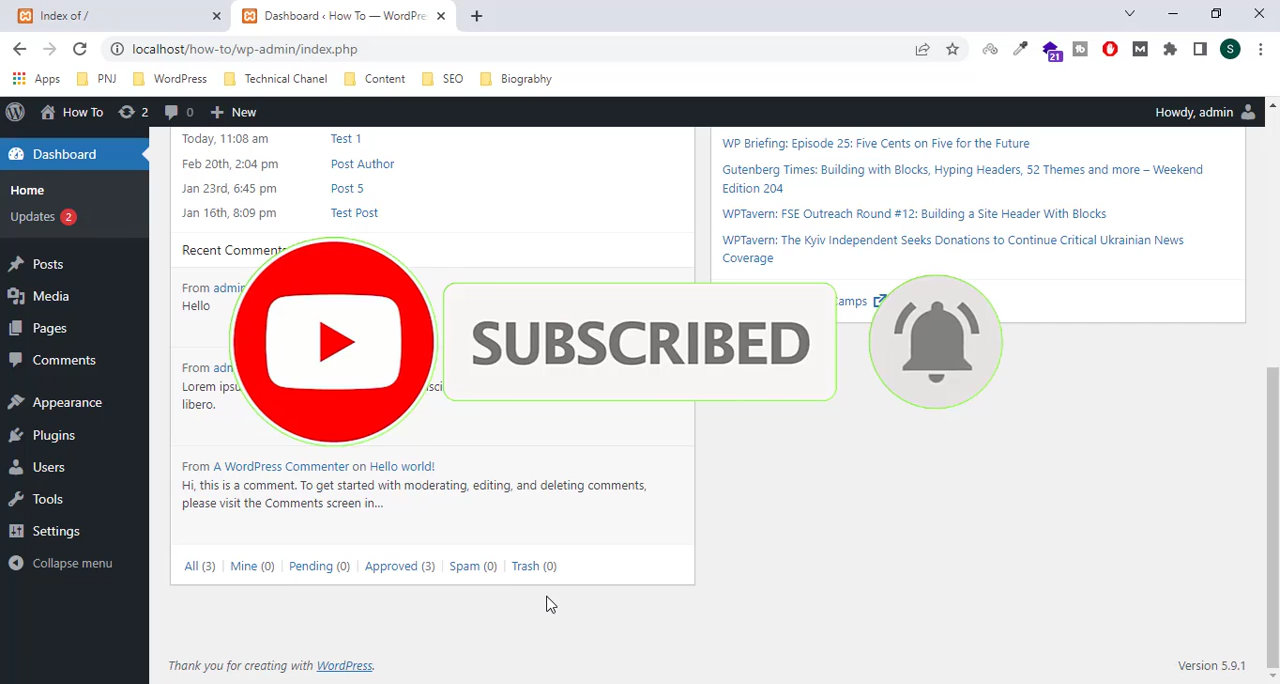 Index of /
Dashboard ‹ How To — WordPre
localhost/how-to/wp-admin/index.php
21
S
Apps
PNJ
WordPress
Technical Chanel
Content
SEO
Biograbhy
How To
2
0
New
Howdy, admin
Dashboard
Home
Updates 2
Posts
Media
Pages
Comments
Appearance
Plugins
Users
Tools
Settings
Collapse menu
Today, 11:08 am Test 1
Feb 20th, 2:04 pm Post Author
Jan 23rd, 6:45 pm Post 5
Jan 16th, 8:09 pm Test Post
Recent Comments
From admin
Hello
From adm
Lorem ipsu
libero.
From A WordPress Commenter on Hello world!
Hi, this is a comment. To get started with moderating, editing, and deleting comments,
please visit the Comments screen in…
All (3) | Mine (0) | Pending (0) | Approved (3) | Spam (0) | Trash (0)
WP Briefing: Episode 25: Five Cents on Five for the Future
Gutenberg Times: Building with Blocks, Hyping Headers, 52 Themes and more – Weekend
Edition 204
WPTavern: FSE Outreach Round #12: Building a Site Header With Blocks
WPTavern: The Kyiv Independent Seeks Donations to Continue Critical Ukrainian News
Coverage
Camps
SUBSCRIBED
Thank you for creating with WordPress.
Version 5.9.1